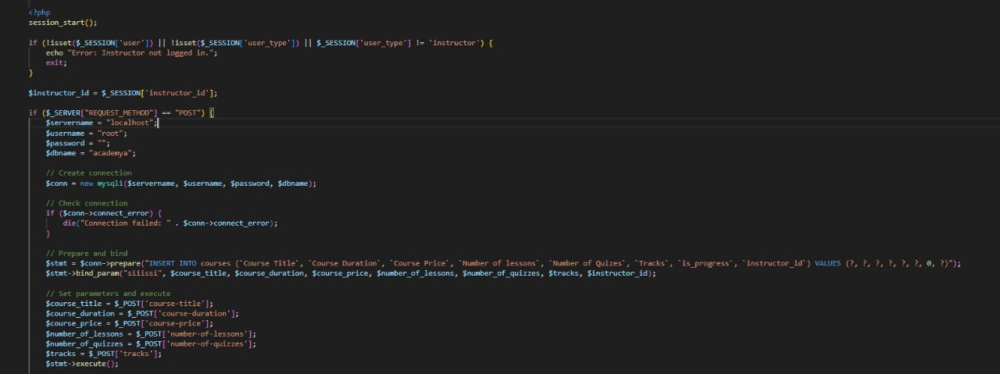 <?php
session_start();
if (!isset($_SESSION['user']) || !isset($_SESSION['user_type']) || $_SESSION['user_type'] != 'instructor') {
echo "Error: Instructor not logged in.";
exit;
}
$instructor_id = $_SESSION['instructor_id'];
if ($_SERVER["REQUEST_METHOD"] == "POST") {
$servername = "localhost";
$username = "root";
$password = "";
$dbname = "academya";
// Create connection
$conn = new mysqli($servername, $username, $password, $dbname);
// Check connection
if ($conn->connect_error) {
die("Connection failed: " . $conn->connect_error);
}
// Prepare and bind
$stmt = $conn->prepare("INSERT INTO courses (`Course Title`, `Course Duration`, `Course Price`, `Number of lessons`, `Number of Quizes`, `Tracks`, `is_progress`, `instructor_id`) VALUES (?, ?, ?, ?, ?, ?, 0, ?)");
$stmt->bind_param("siiissi", $course_title, $course_duration, $course_price, $number_of_lessons, $number_of_quizzes, $tracks, $instructor_id);
// Set parameters and execute
$course_title = $_POST['course-title'];
$course_duration = $_POST['course-duration'];
$course_price = $_POST['course-price'];
$number_of_lessons = $_POST['number-of-lessons'];
$number_of_quizzes = $_POST['number-of-quizzes'];
$tracks = $_POST['tracks'];
$stmt->execute();